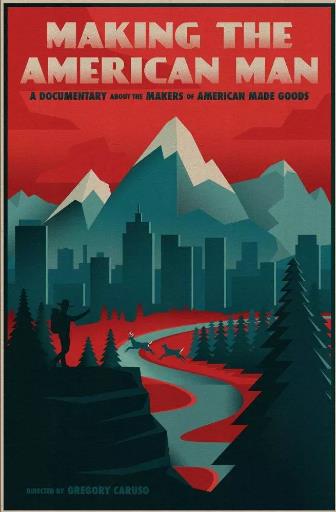 MAKING THE
AMERICAN MAN
A DOCUMENTARY ABOUT THE MAKERS OF AMERICAN MADE GOODS
DIRECTED BY GREGORY CARUSO